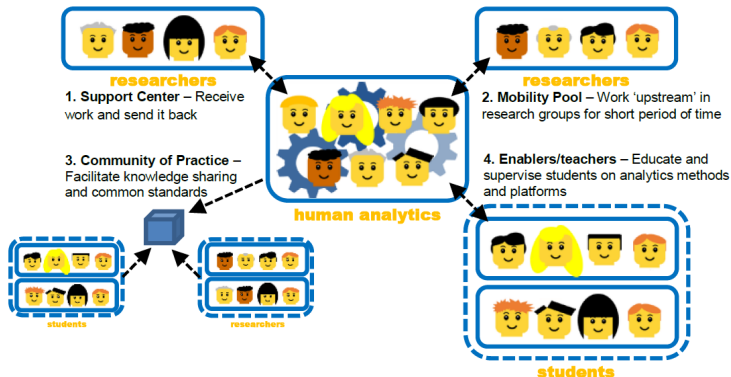 researchers
1. Support Center – Receive
work and send it back
researchers
2. Mobility Pool – Work ‘upstream’ in
research groups for short period of time
3. Community of Practice –
Facilitate knowledge sharing
and common standards
4. Enablers/teachers – Educate and
supervise students on analytics methods
and platforms
human analytics
students
researchers
students